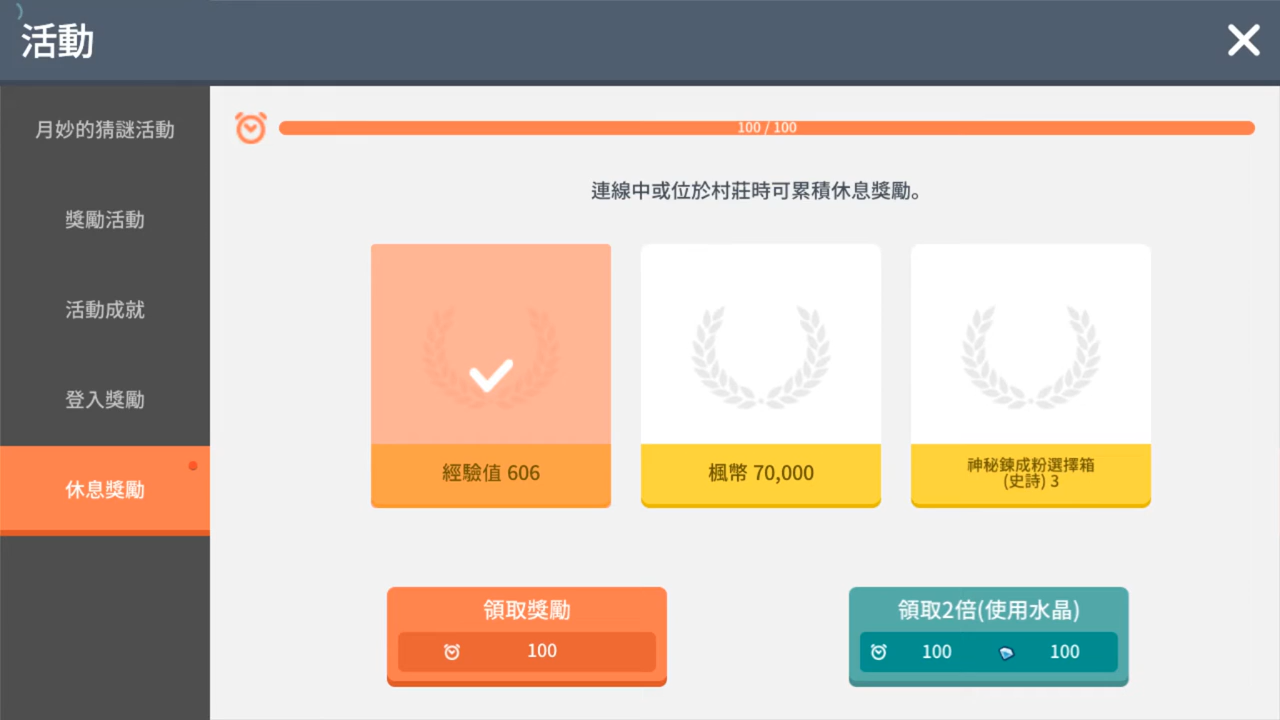 活動
月妙的猜謎活動
獎勵活動
活動成就
登入獎勵
休息獎勵
100 / 100
連線中或位於村莊時可累積休息獎勵。
經驗值 606
楓幣 70,000
神秘鍊成粉選擇箱
(史詩) 3
領取獎勵
100
領取2倍(使用水晶)
100 100